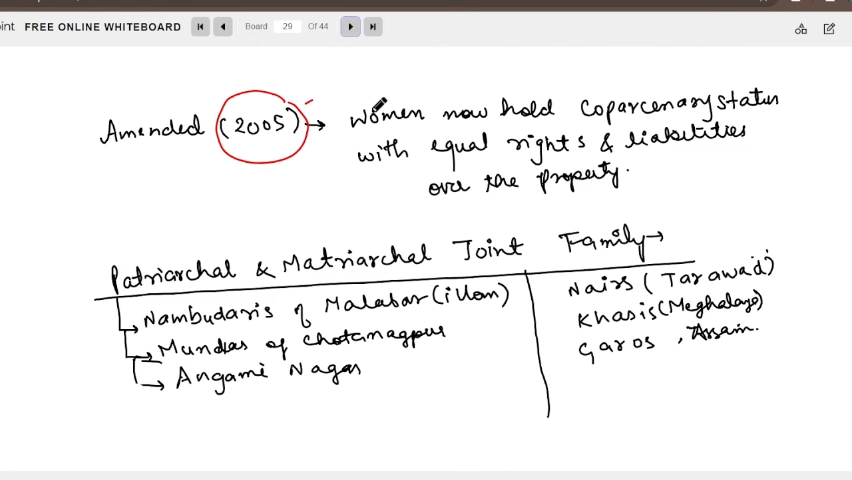 oint FREE ONLINE WHITEBOARD Board 29 Of 44
Amended (2005) → women now hold coparcenary status
with equal rights & liabilities
over the property.
Patriarchal & Matriarchal Joint Family →
Nambudaris of Malabar (illom)
Mundas of Chotanagpur
Angami Nagas
Nairs (Tarawad)
Khasis (Meghalaya)
Garos, Assam.